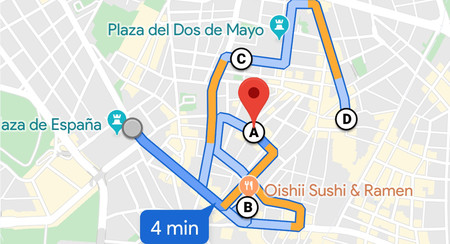 Plaza del Dos de Mayo
C
aza de España
A
D
Oishii Sushi & Ramen
B
4 min